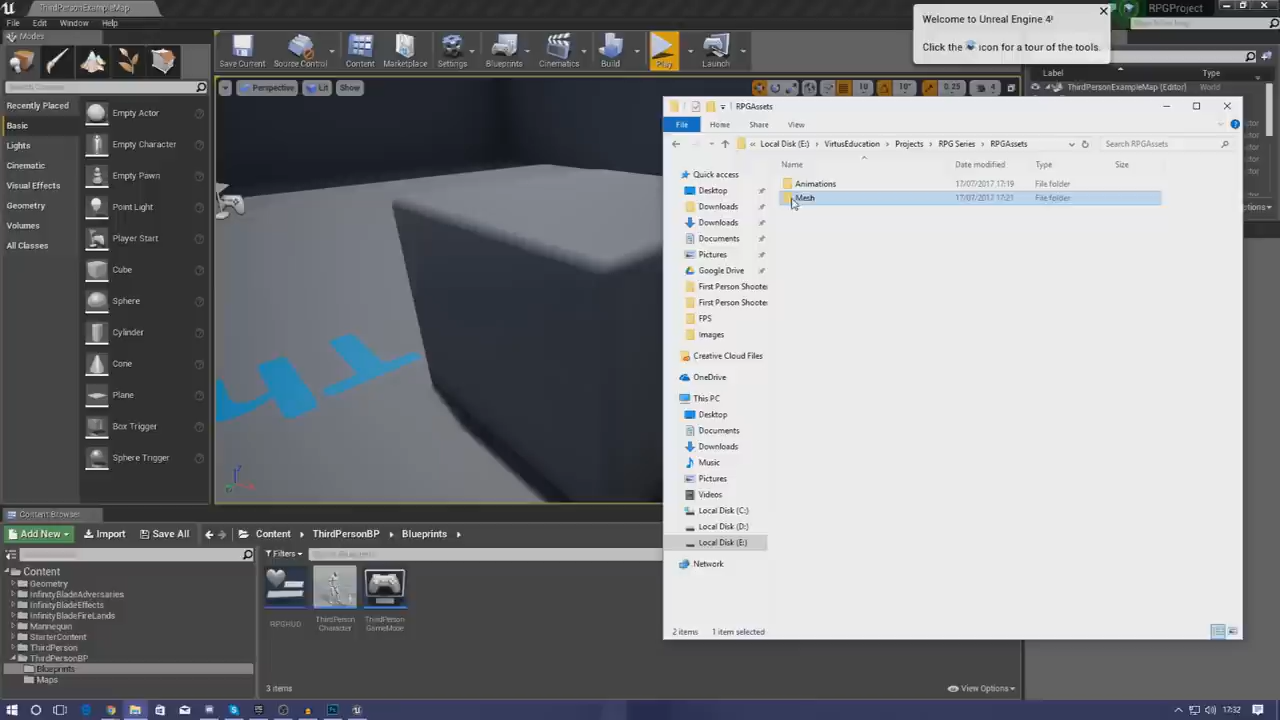 ThirdPersonExampleMap
RPGProject
File Edit Window Help
Welcome to Unreal Engine 4!
Click the icon for a tour of the tools.
Modes
Save Current Source Control Content Marketplace Settings Blueprints Cinematics Build Play Launch
Recently Placed
Basic
Lights
Cinematic
Visual Effects
Geometry
Volumes
All Classes
Empty Actor
Empty Character
Empty Pawn
Point Light
Player Start
Cube
Sphere
Cylinder
Cone
Plane
Box Trigger
Sphere Trigger
Perspective Lit Show
10 10° 0.25 4
Label Type
ThirdPersonExampleMap (Editor) World
RPGAssets
File Home Share View
« Local Disk (E:) VirtusEducation Projects RPG Series RPGAssets
Search RPGAssets
Name Date modified Type Size
Animations 17/07/2017 17:19 File folder
Mesh 17/07/2017 17:21 File folder
Quick access
Desktop
Downloads
Downloads
Documents
Pictures
Google Drive
First Person Shooter
First Person Shooter
FPS
Images
Creative Cloud Files
OneDrive
This PC
Desktop
Documents
Downloads
Music
Pictures
Videos
Local Disk (C:)
Local Disk (D:)
Local Disk (E:)
Network
2 items 1 item selected
Content Browser
Add New Import Save All Content ThirdPersonBP Blueprints
Filters
Content
Geometry
InfinityBladeAdversaries
InfinityBladeEffects
InfinityBladeFireLands
Mannequin
StarterContent
ThirdPerson
ThirdPersonBP
Blueprints
Maps
RPGHUD
ThirdPerson
Character
ThirdPerson
GameMode
3 items
View Options
17:32